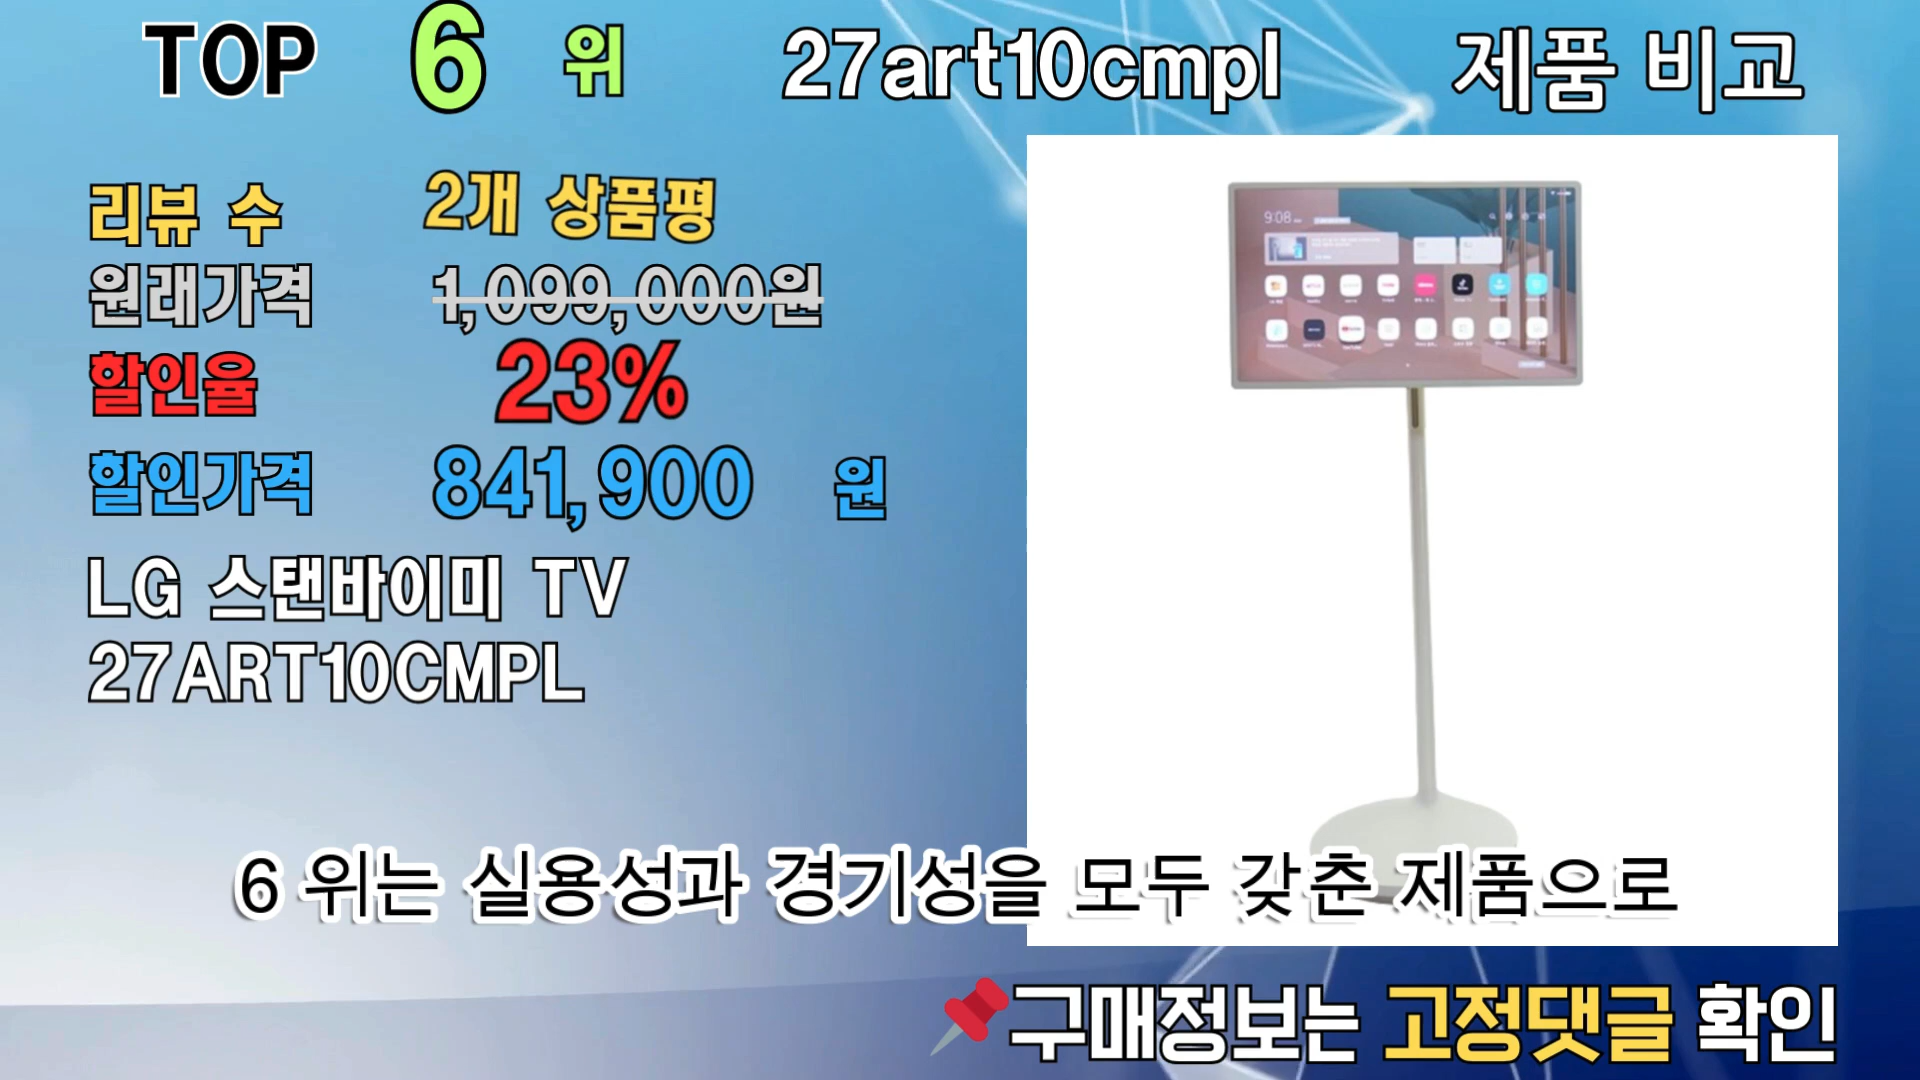 TOP 6 위 27art10cmpl 제품 비교
리뷰 수 2개 상품평
원래가격 1,099,000원
할인율 23%
할인가격 841,900 원
LG 스탠바이미 TV
27ART10CMPL
9:08
6 위는 실용성과 경기성을 모두 갖춘 제품으로
구매정보는 고정댓글 확인